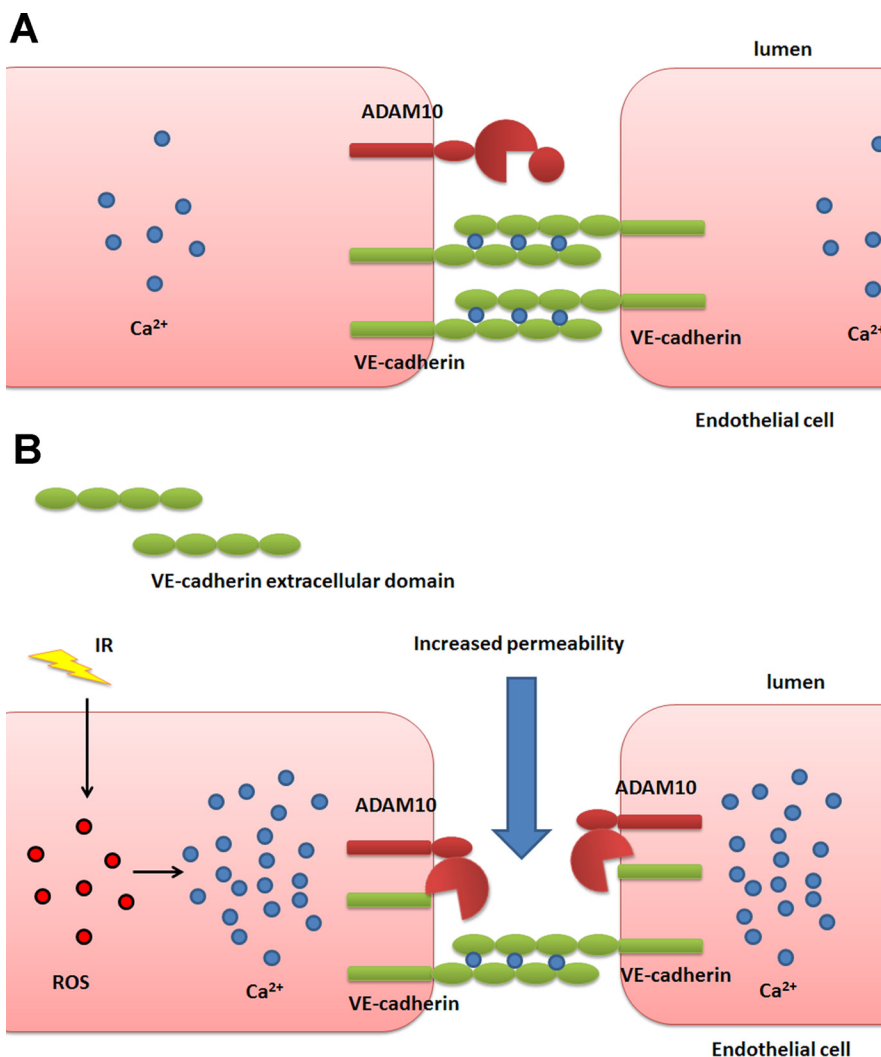 A
lumen
ADAM10
Ca²⁺
VE-cadherin
VE-cadherin
Ca²⁺
Endothelial cell
B
VE-cadherin extracellular domain
IR
Increased permeability
lumen
ADAM10
ADAM10
ROS
Ca²⁺
VE-cadherin
VE-cadherin
Ca²⁺
Endothelial cell